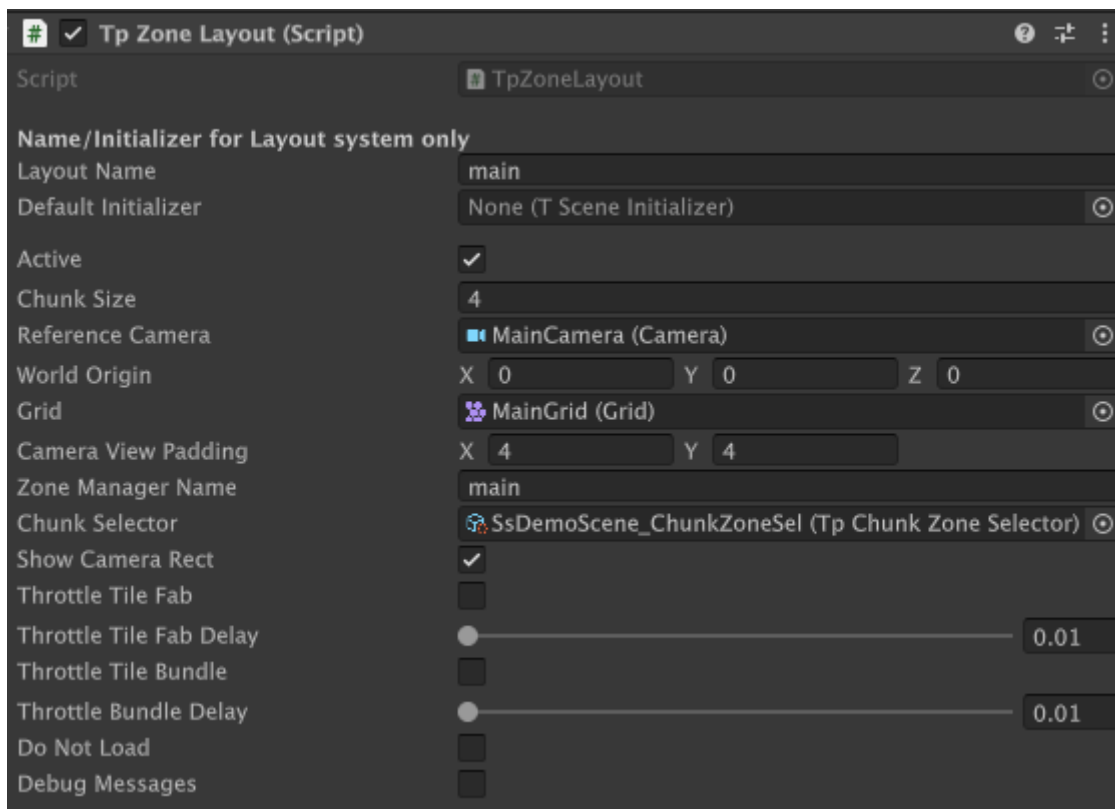 # Tp Zone Layout (Script)
Script # TpZoneLayout
Name/Initializer for Layout system only
Layout Name main
Default Initializer None (T Scene Initializer)
Active
Chunk Size 4
Reference Camera MainCamera (Camera)
World Origin X 0 Y 0 Z 0
Grid MainGrid (Grid)
Camera View Padding X 4 Y 4
Zone Manager Name main
Chunk Selector SsDemoScene_ChunkZoneSel (Tp Chunk Zone Selector)
Show Camera Rect
Throttle Tile Fab
Throttle Tile Fab Delay 0.01
Throttle Tile Bundle
Throttle Bundle Delay 0.01
Do Not Load
Debug Messages